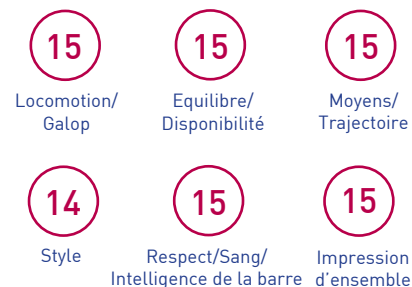 15 15 15
Locomotion/ Equilibre/ Moyens/
Galop Disponibilité Trajectoire
14 15 15
Style Respect/Sang/ Impression
Intelligence de la barre d'ensemble